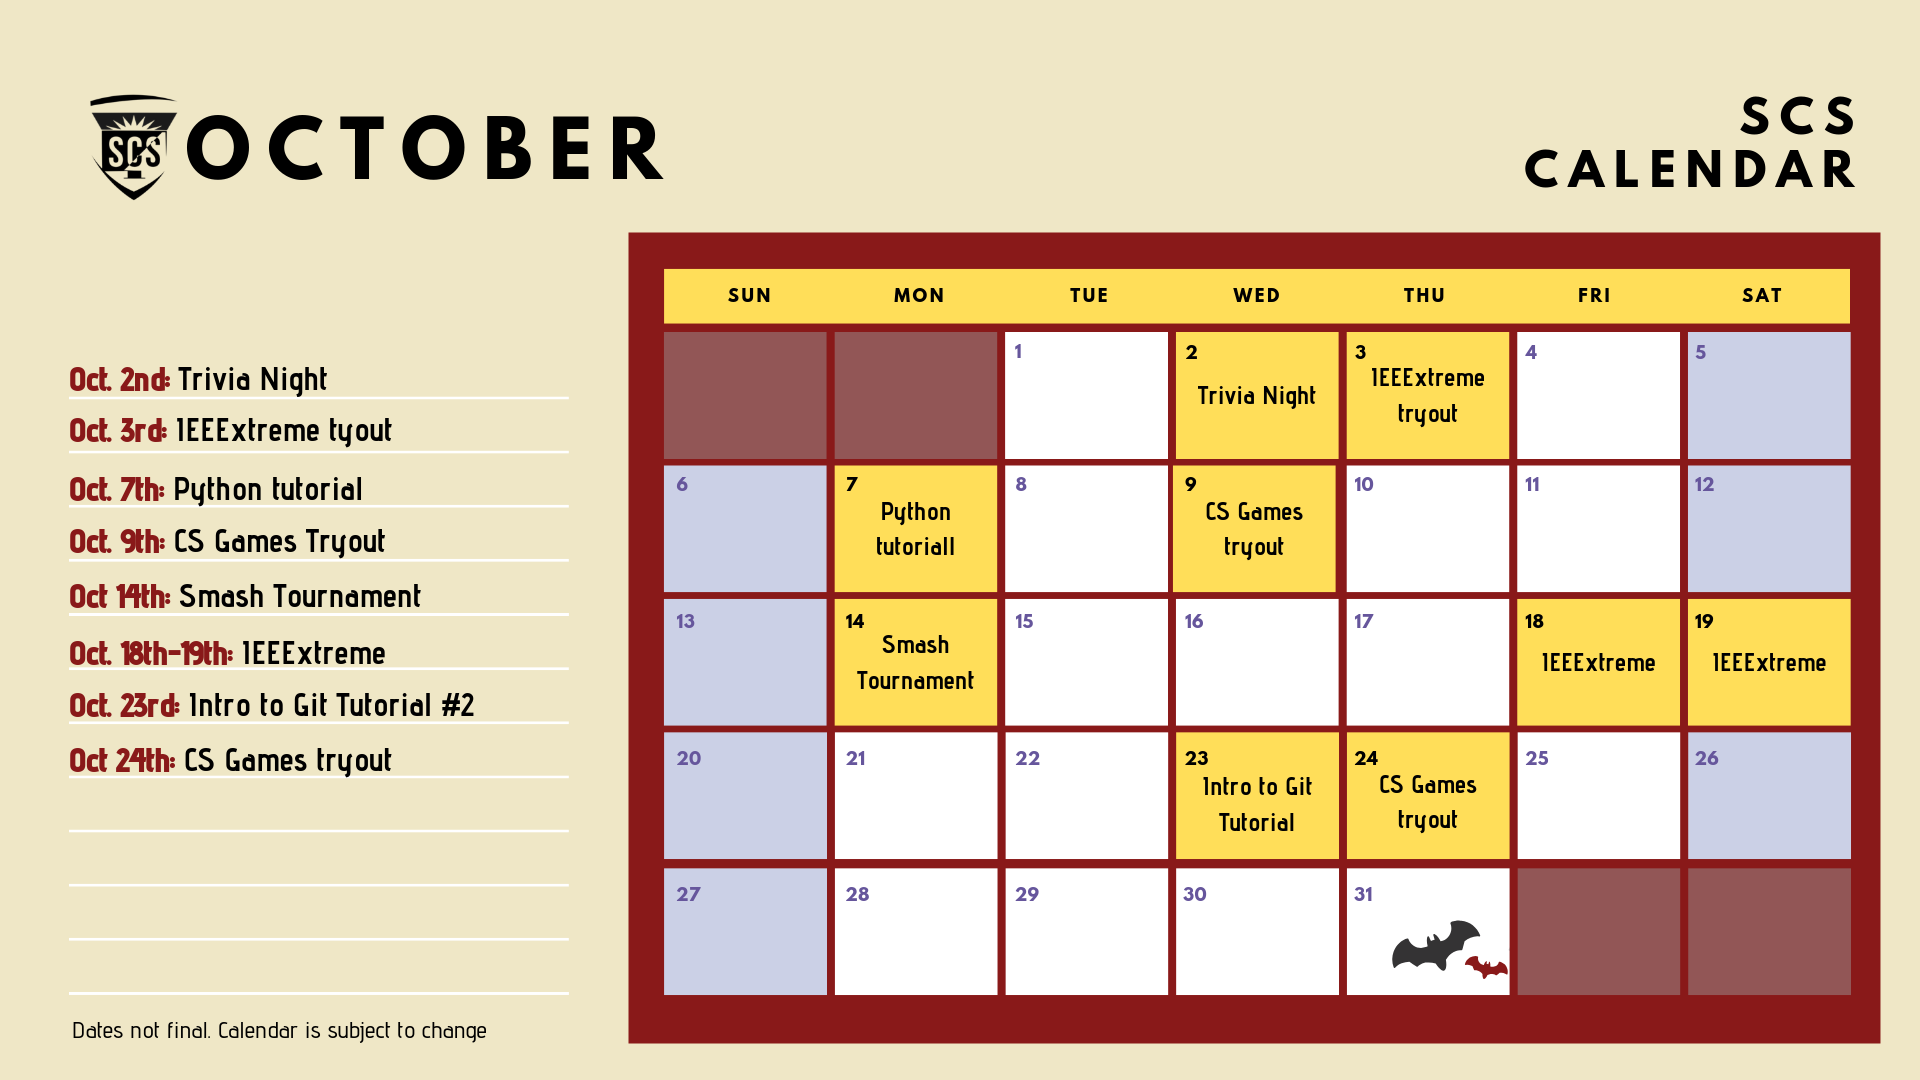 SCS
OCTOBER
SCS
CALENDAR
Oct. 2nd: Trivia Night
Oct. 3rd: IEEExtreme tyout
Oct. 7th: Python tutorial
Oct. 9th: CS Games Tryout
Oct 14th: Smash Tournament
Oct. 18th-19th: IEEExtreme
Oct. 23rd: Intro to Git Tutorial #2
Oct 24th: CS Games tryout
Dates not final. Calendar is subject to change
SUN MON TUE WED THU FRI SAT
1 2 3 4 5
Trivia Night
IEEExtreme
tryout
6 7 8 9 10 11 12
Python
tutoriall
CS Games
tryout
13 14 15 16 17 18 19
Smash
Tournament
IEEExtreme
IEEExtreme
20 21 22 23 24 25 26
Intro to Git
Tutorial
CS Games
tryout
27 28 29 30 31